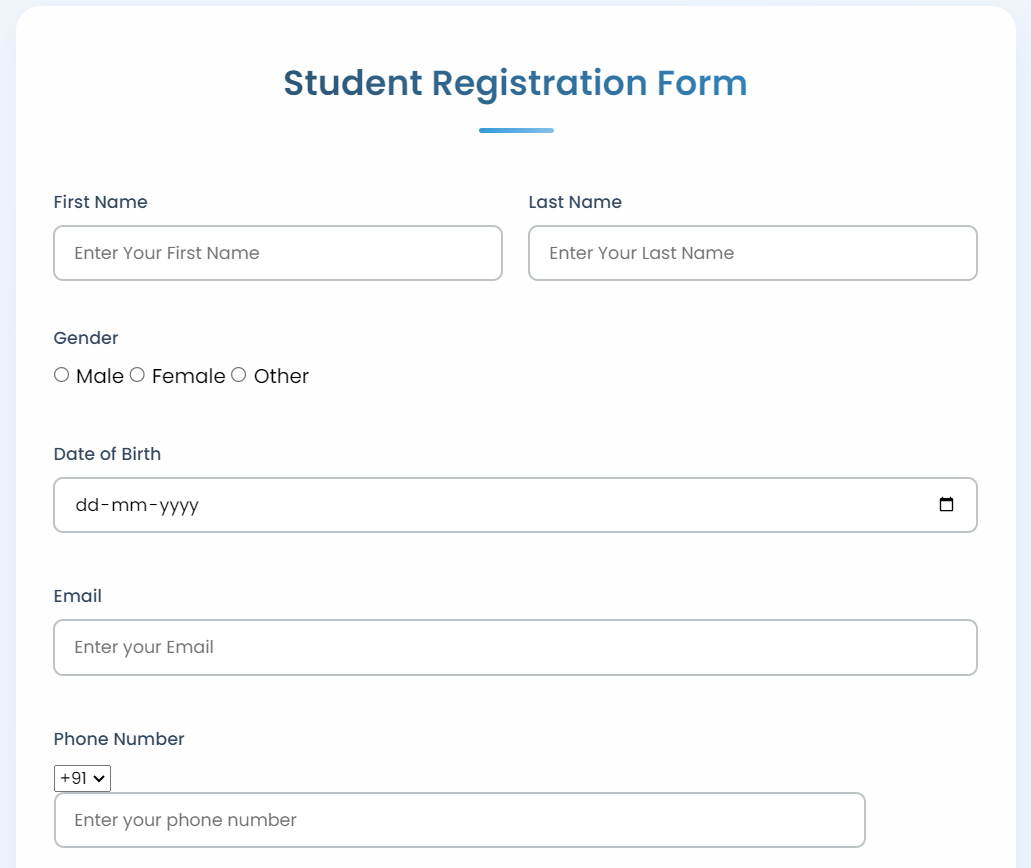 Student Registration Form
First Name Last Name
Enter Your First Name Enter Your Last Name
Gender
Male Female Other
Date of Birth
dd-mm-yyyy
Email
Enter your Email
Phone Number
+91
Enter your phone number